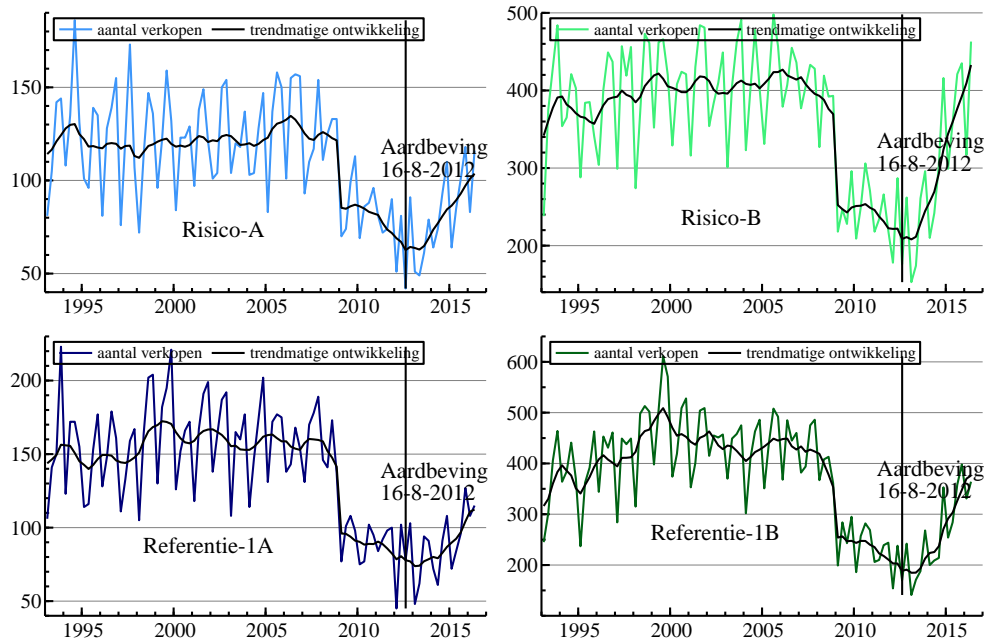 aantal verkopen trendmatige ontwikkeling
150
100
50
Aardbeving
16-8-2012
Risico-A
1995 2000 2005 2010 2015
aantal verkopen trendmatige ontwikkeling
500
400
300
200
Aardbeving
16-8-2012
Risico-B
1995 2000 2005 2010 2015
aantal verkopen trendmatige ontwikkeling
200
150
100
50
Aardbeving
16-8-2012
Referentie-1A
1995 2000 2005 2010 2015
aantal verkopen trendmatige ontwikkeling
600
500
400
300
200
Aardbeving
16-8-2012
Referentie-1B
1995 2000 2005 2010 2015